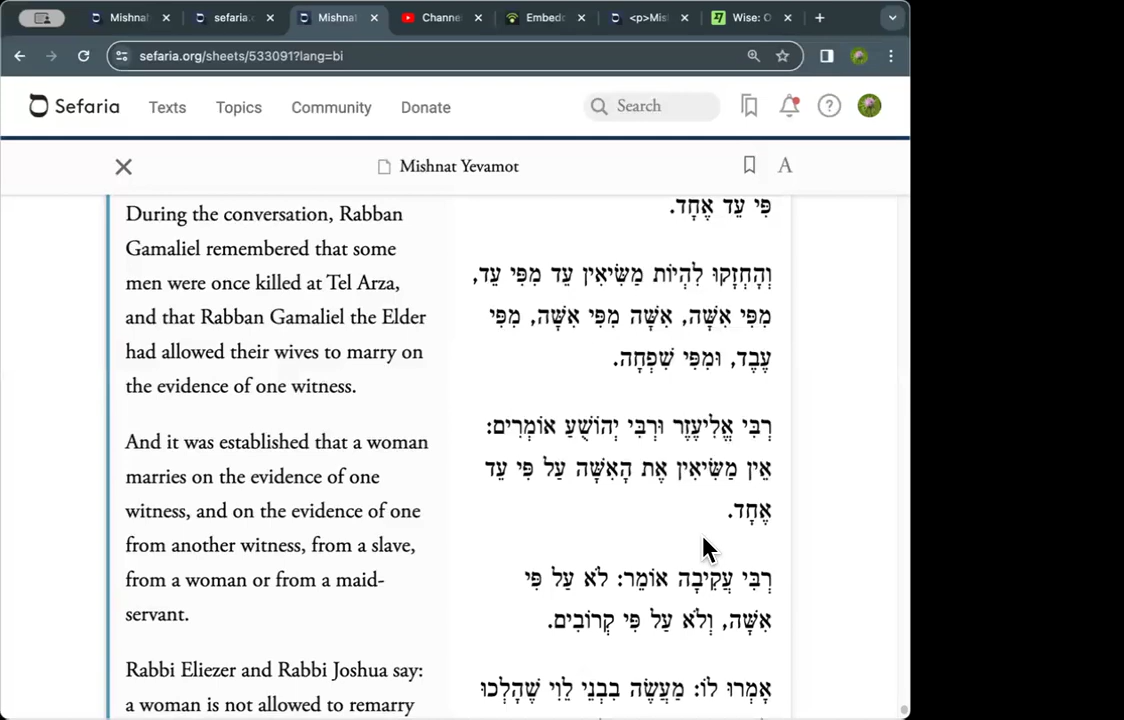 Mishnat
sefaria.
Mishnat
Channe
Embed
<p>Mis
Wise: O
sefaria.org/sheets/533091?lang=bi
Sefaria
Texts
Topics
Community
Donate
Search
Mishnat Yevamot
A
During the conversation, Rabban
Gamaliel remembered that some
men were once killed at Tel Arza,
and that Rabban Gamaliel the Elder
had allowed their wives to marry on
the evidence of one witness.
And it was established that a woman
marries on the evidence of one
witness, and on the evidence of one
from another witness, from a slave,
from a woman or from a maid-
servant.
Rabbi Eliezer and Rabbi Joshua say:
a woman is not allowed to remarry
פִּי עֵד אֶחָד.
וְהָחְזָקוּ לִהְיוֹת מַשִּׂיאִין עֵד מִפִּי עֵד,
מִפִּי אִשָּׁה, אִשָּׁה מִפִּי אִשָּׁה, מִפִּי
עֶבֶד, וּמִפִּי שִׁפְחָה.
רְבִּי אֱלִיעֶזֶר וּרְבִּי יְהוֹשֻׁעַ אוֹמְרִים:
אֵין מַשִּׂיאִין אֶת הָאִשָּׁה עַל פִּי עֵד
אֶחָד.
רְבִּי עֲקִיבָה אוֹמֵר: לֹא עַל פִּי
אִשָּׁה, וְלֹא עַל פִּי קְרוֹבִים.
אָמְרוּ לוֹ: מַעֲשֶׂה בִבְנֵי לֵוִי שֶׁהָלְכוּ